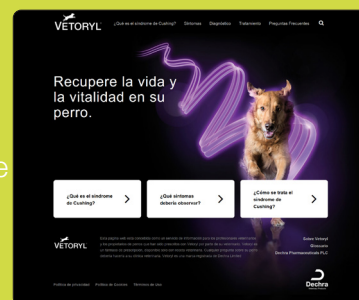 VETORYL
¿Qué es el síndrome de Cushing? Síntomas Diagnóstico Tratamiento Preguntas Frecuentes
Recupere la vida y
la vitalidad en su
perro.
e
¿Qué es el síndrome
de Cushing?
¿Qué síntomas
debería observar?
¿Cómo se trata el
síndrome de
Cushing?
VETORYL
Sobre Vetoryl
Glosario
Dechra Pharmaceuticals PLC
Política de privacidad Política de Cookies Términos de Uso
Dechra